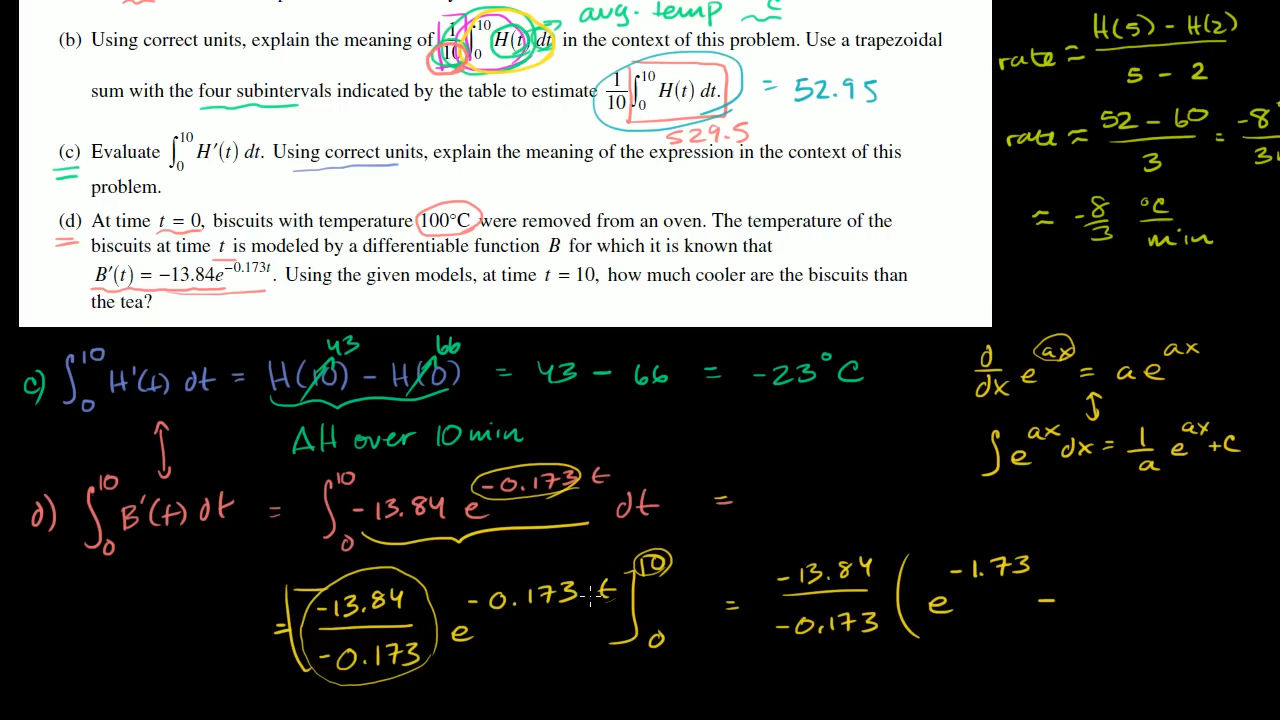 avg. temp °C
(b) Using correct units, explain the meaning of 1/10 ∫₀¹⁰ H(t) dt in the context of this problem. Use a trapezoidal
sum with the four subintervals indicated by the table to estimate 1/10 ∫₀¹⁰ H(t) dt. = 52.95
529.5
(c) Evaluate ∫₀¹⁰ H′(t) dt. Using correct units, explain the meaning of the expression in the context of this
problem.
(d) At time t = 0, biscuits with temperature 100°C were removed from an oven. The temperature of the
biscuits at time t is modeled by a differentiable function B for which it is known that
B′(t) = −13.84e^(−0.173t). Using the given models, at time t = 10, how much cooler are the biscuits than
the tea?
rate ≈ (H(5) − H(2))/(5 − 2)
rate ≈ (52 − 60)/3 = −8/3
≈ −8/3 °C/min
43 66
c) ∫₀¹⁰ H'(t) dt = H(10) − H(0) = 43 − 66 = −23°C
ΔH over 10 min
d/dx e^(ax) = a e^(ax)
∫ e^(ax) dx = 1/a e^(ax) + C
d) ∫₀¹⁰ B'(t) dt = ∫₀¹⁰ −13.84 e^(−0.173t) dt =
= [−13.84/−0.173 e^(−0.173t)]₀¹⁰ = −13.84/−0.173 (e^(−1.73) −